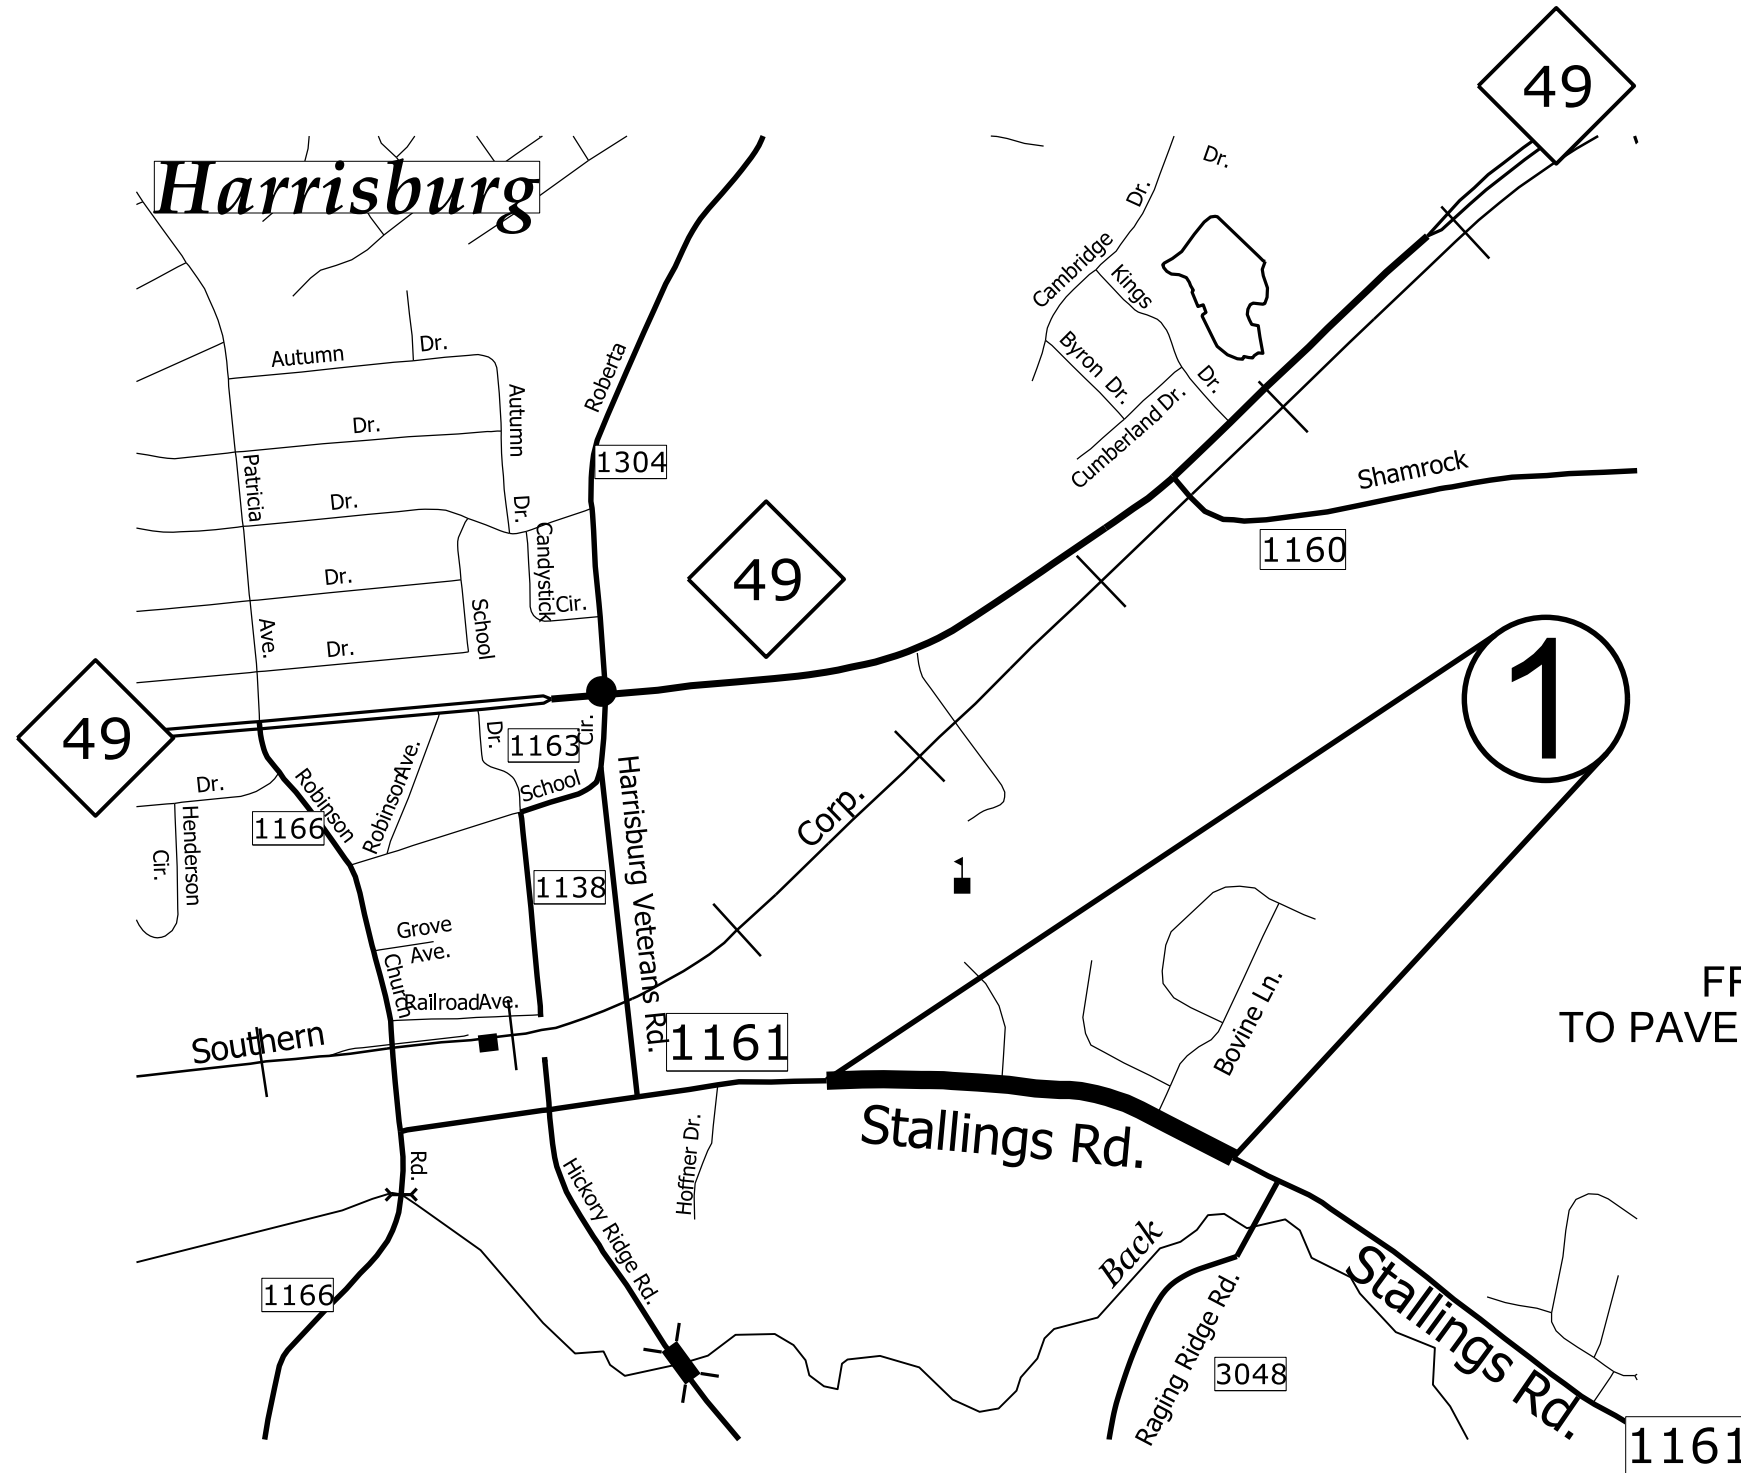 49
Harrisburg
Dr.
Dr.
Cambridge
Kings
Byron Dr.
Dr.
Cumberland Dr.
Autumn
Dr.
Autumn
Roberta
Dr.
1304
Patricia
Dr.
Dr.
Candystick
Shamrock
1160
49
Dr.
Cir.
School
Ave.
Dr.
49
1
Dr.
1163
Cir.
School
Dr.
Robinson
Robinson
Ave.
1166
Henderson
Cir.
Harrisburg Veterans Rd.
Corp.
1138
Grove
Ave.
Church
Railroad Ave.
Southern
1161
Bovine Ln.
FR
TO PAVE
Stallings Rd.
Hoffner Dr.
Rd.
Hickory Ridge Rd.
Back
1166
Raging Ridge Rd.
3048
Stallings Rd.
1161